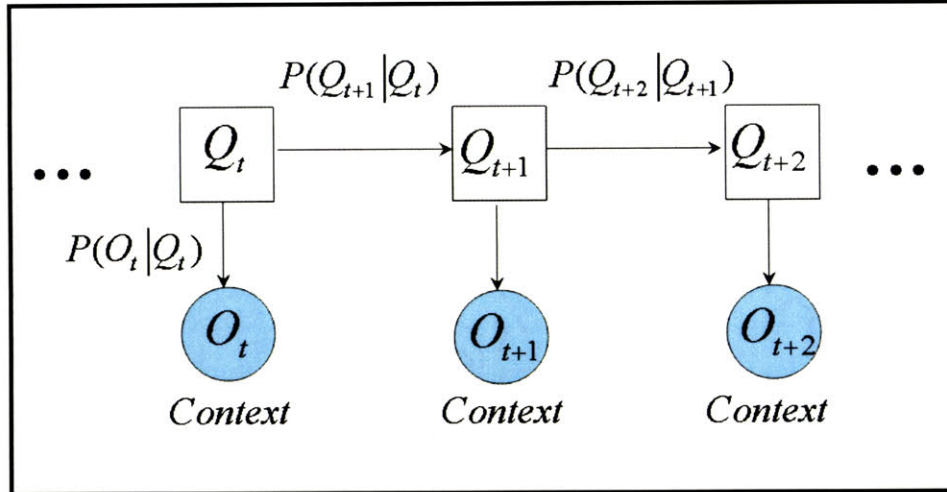 P(Q_{t+1}|Q_t) P(Q_{t+2}|Q_{t+1})
... Q_t Q_{t+1} Q_{t+2} ...
P(O_t|Q_t)
O_t O_{t+1} O_{t+2}
Context Context Context